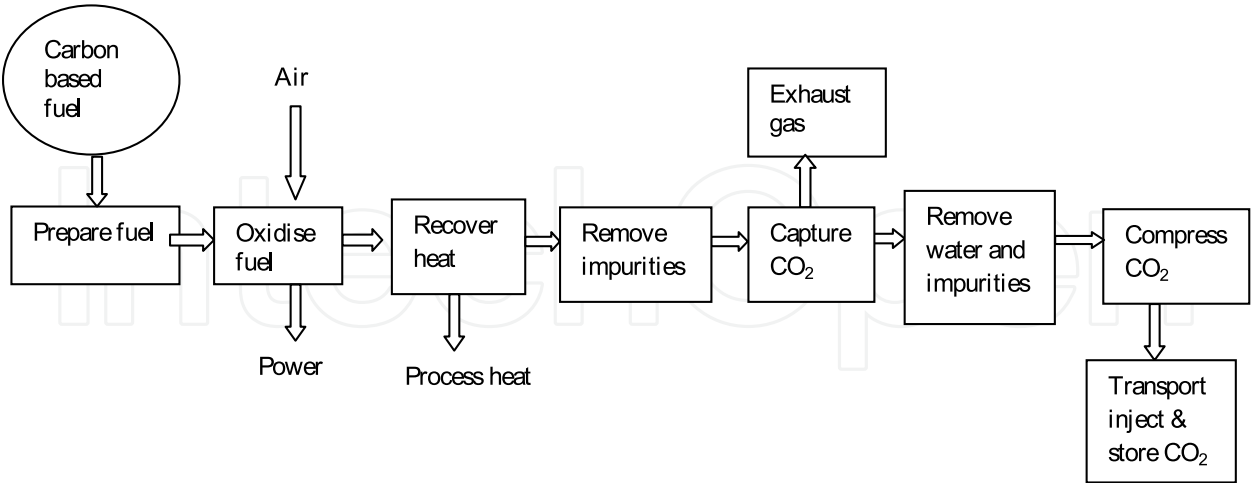 Carbon
based
fuel
Air
Exhaust
gas
Prepare fuel
Oxidise
fuel
Recover
heat
Remove
impurities
Capture
CO₂
Remove
water and
impurities
Compress
CO₂
Power
Process heat
Transport
inject &
store CO₂
IntechOpen